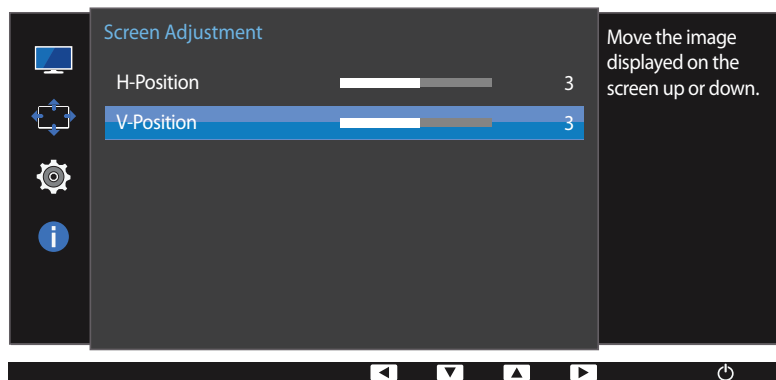 Screen Adjustment
H-Position 3
V-Position 3
Move the image
displayed on the
screen up or down.
i